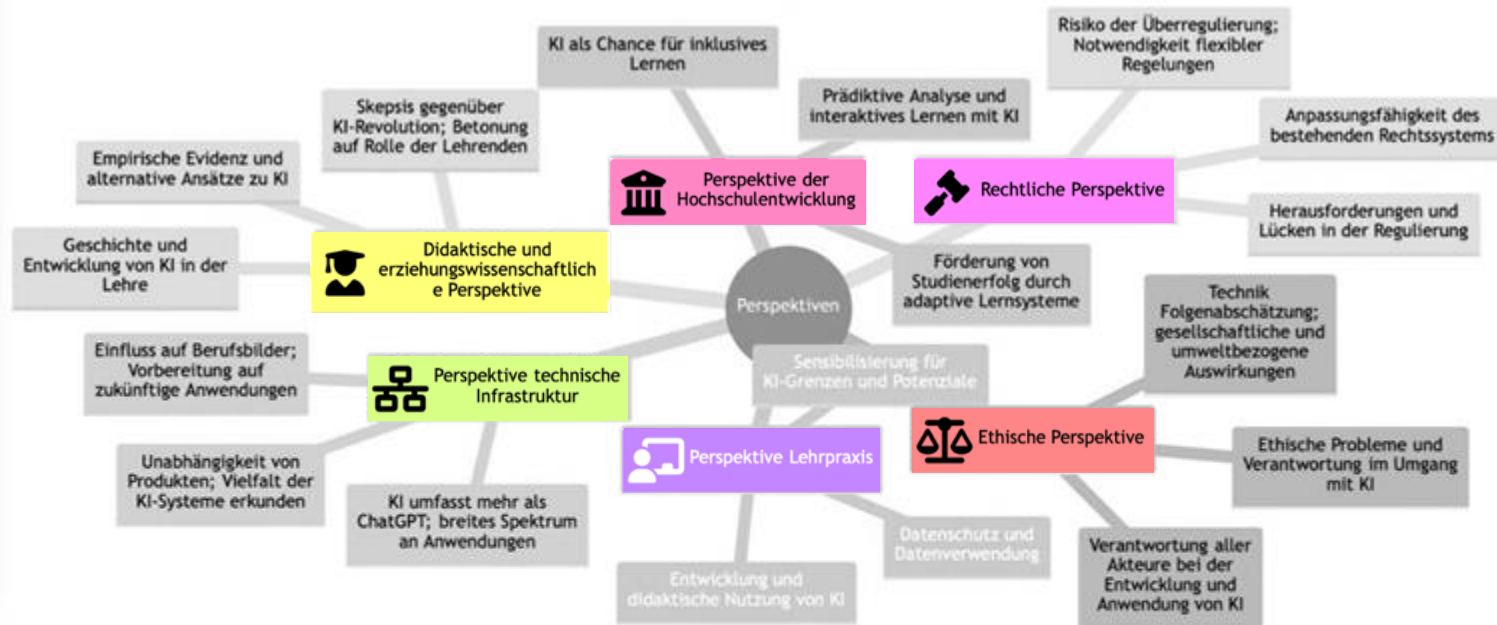 KI als Chance für inklusives
Lernen
Risiko der Überregulierung;
Notwendigkeit flexibler
Regelungen
Skepsis gegenüber
KI-Revolution; Betonung
auf Rolle der Lehrenden
Prädiktive Analyse und
interaktives Lernen mit KI
Anpassungsfähigkeit des
bestehenden Rechtssystems
Empirische Evidenz und
alternative Ansätze zu KI
Perspektive der
Hochschulentwicklung
Rechtliche Perspektive
Herausforderungen und
Lücken in der Regulierung
Geschichte und
Entwicklung von KI in der
Lehre
Didaktische und
erziehungswissenschaftlich
e Perspektive
Förderung von
Studienerfolg durch
adaptive Lernsysteme
Perspektiven
Technik
Folgenabschätzung;
gesellschaftliche und
umweltbezogene
Auswirkungen
Einfluss auf Berufsbilder;
Vorbereitung auf
zukünftige Anwendungen
Perspektive technische
Infrastruktur
Sensibilisierung für
KI-Grenzen und Potenziale
Perspektive Lehrpraxis
Ethische Perspektive
Ethische Probleme und
Verantwortung im Umgang
mit KI
Unabhängigkeit von
Produkten; Vielfalt der
KI-Systeme erkunden
KI umfasst mehr als
ChatGPT; breites Spektrum
an Anwendungen
Datenschutz und
Datenverwendung
Entwicklung und
didaktische Nutzung von KI
Verantwortung aller
Akteure bei der
Entwicklung und
Anwendung von KI